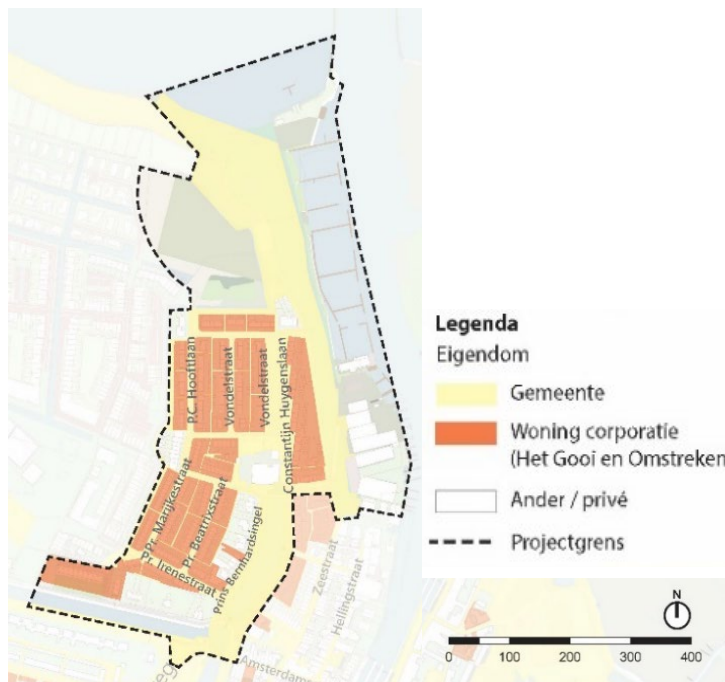 P.C. Hooftlaan
Vondelstraat
Vondelstraat
Constantijn Huygenslaan
Pr. Marijkestraat
Pr. Beatrixstraat
Pr. Irenestraat
Prins Bernhardsingel
Zeestraat
Hellingstraat
Amsterdam
Legenda
Eigendom
Gemeente
Woning corporatie
(Het Gooi en Omstreken
Ander / privé
Projectgrens
N
0 100 200 300 400